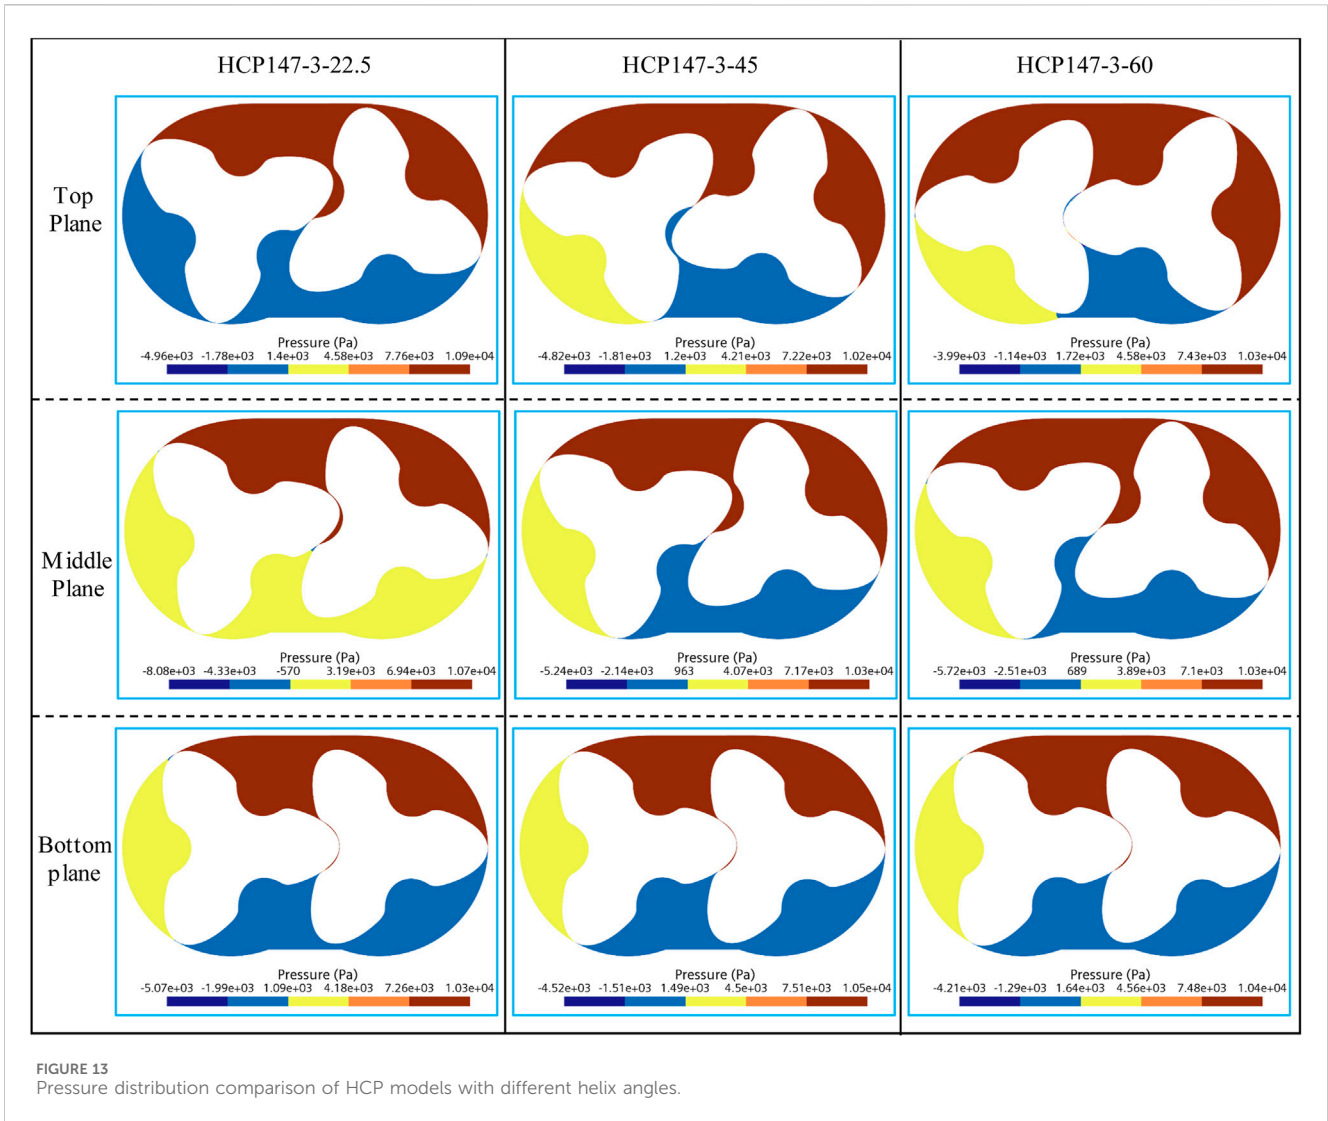 HCP147-3-22.5 HCP147-3-45 HCP147-3-60
Top
Plane
Pressure (Pa) Pressure (Pa) Pressure (Pa)
-4.96e+03 -1.78e+03 1.4e+03 4.58e+03 7.76e+03 1.09e+04 -4.82e+03 -1.81e+03 1.2e+03 4.21e+03 7.22e+03 1.02e+04 -3.99e+03 -1.14e+03 1.72e+03 4.58e+03 7.43e+03 1.03e+04
Middle
Plane
Pressure (Pa) Pressure (Pa) Pressure (Pa)
-8.08e+03 -4.33e+03 -570 3.19e+03 6.94e+03 1.07e+04 -5.24e+03 -2.14e+03 963 4.07e+03 7.17e+03 1.03e+04 -5.72e+03 -2.51e+03 689 3.89e+03 7.1e+03 1.03e+04
Bottom
plane
Pressure (Pa) Pressure (Pa) Pressure (Pa)
-5.07e+03 -1.99e+03 1.09e+03 4.18e+03 7.26e+03 1.03e+04 -4.52e+03 -1.51e+03 1.49e+03 4.5e+03 7.51e+03 1.05e+04 -4.21e+03 -1.29e+03 1.64e+03 4.56e+03 7.48e+03 1.04e+04
FIGURE 13
Pressure distribution comparison of HCP models with different helix angles.